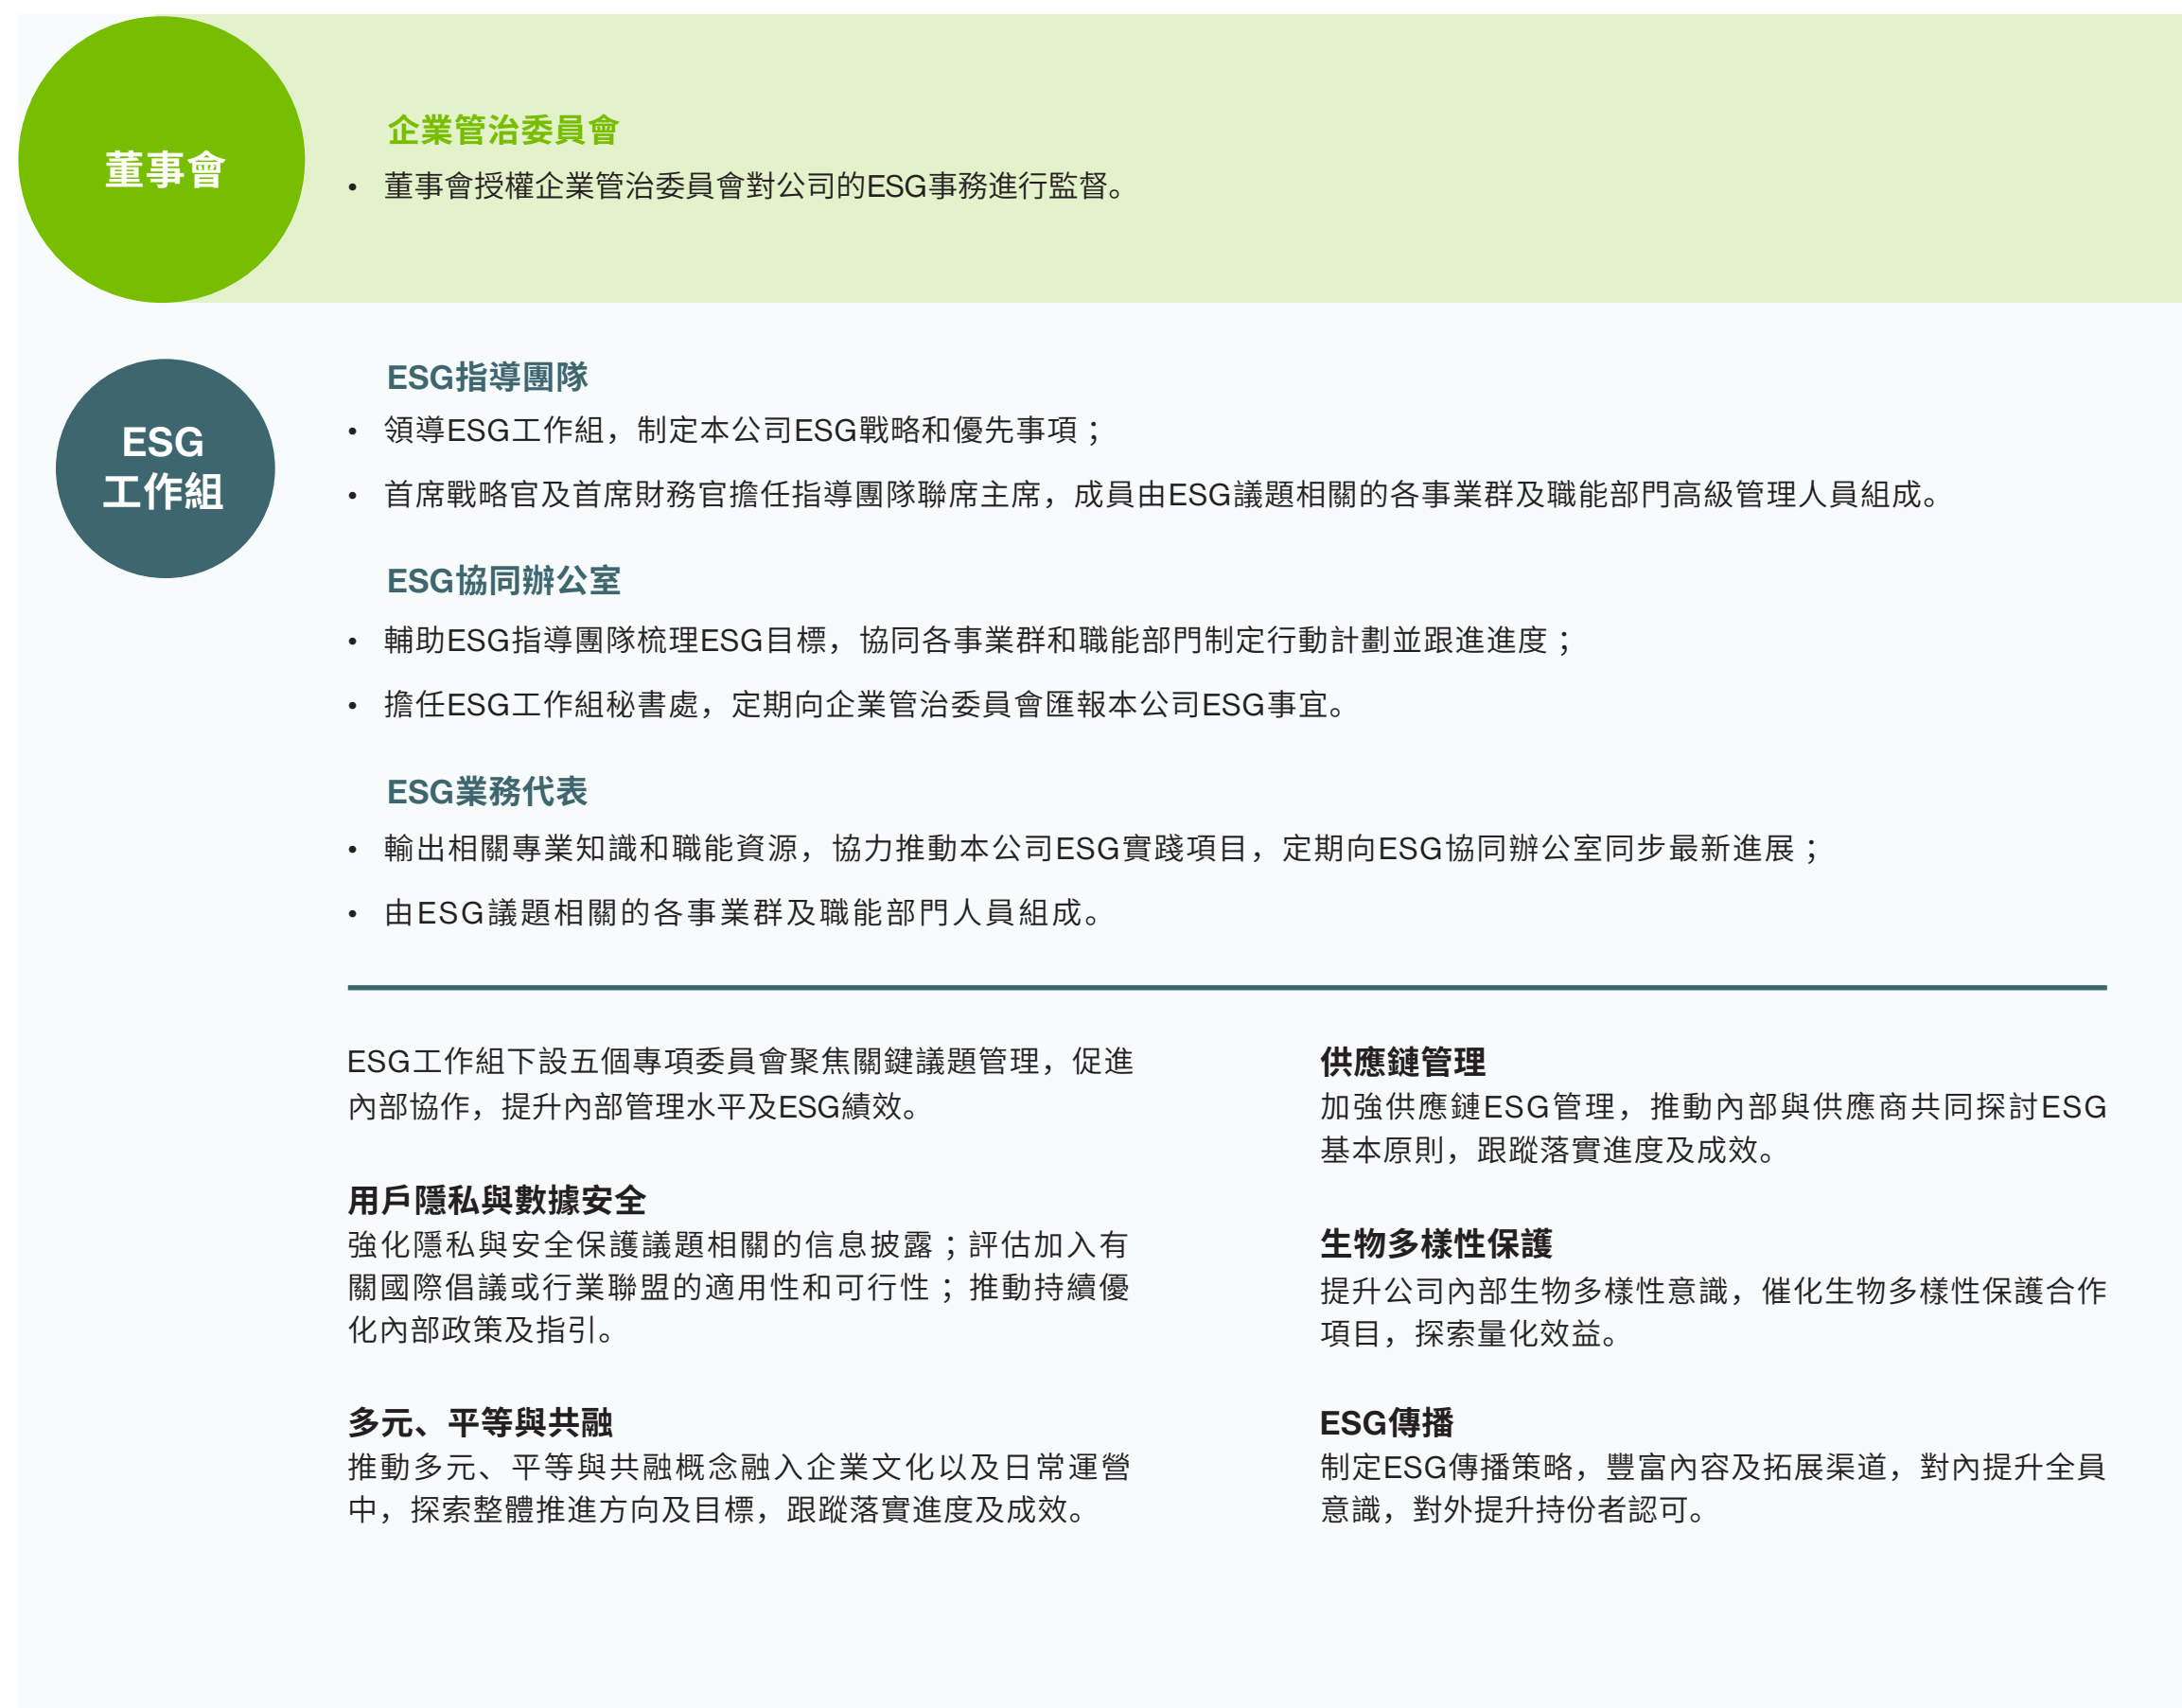 董事會
企業管治委員會
• 董事會授權企業管治委員會對公司的ESG事務進行監督。
ESG
工作組
ESG指導團隊
• 領導ESG工作組，制定本公司ESG戰略和優先事項；
• 首席戰略官及首席財務官擔任指導團隊聯席主席，成員由ESG議題相關的各事業群及職能部門高級管理人員組成。
ESG協同辦公室
• 輔助ESG指導團隊梳理ESG目標，協同各事業群和職能部門制定行動計劃並跟進進度；
• 擔任ESG工作組秘書處，定期向企業管治委員會匯報本公司ESG事宜。
ESG業務代表
• 輸出相關專業知識和職能資源，協力推動本公司ESG實踐項目，定期向ESG協同辦公室同步最新進展；
• 由ESG議題相關的各事業群及職能部門人員組成。
ESG工作組下設五個專項委員會聚焦關鍵議題管理，促進
內部協作，提升內部管理水平及ESG績效。
用戶隱私與數據安全
強化隱私與安全保護議題相關的信息披露；評估加入有
關國際倡議或行業聯盟的適用性和可行性；推動持續優
化內部政策及指引。
多元、平等與共融
推動多元、平等與共融概念融入企業文化以及日常運營
中，探索整體推進方向及目標，跟蹤落實進度及成效。
供應鏈管理
加強供應鏈ESG管理，推動內部與供應商共同探討ESG
基本原則，跟蹤落實進度及成效。
生物多樣性保護
提升公司內部生物多樣性意識，催化生物多樣性保護合作
項目，探索量化效益。
ESG傳播
制定ESG傳播策略，豐富內容及拓展渠道，對內提升全員
意識，對外提升持份者認可。